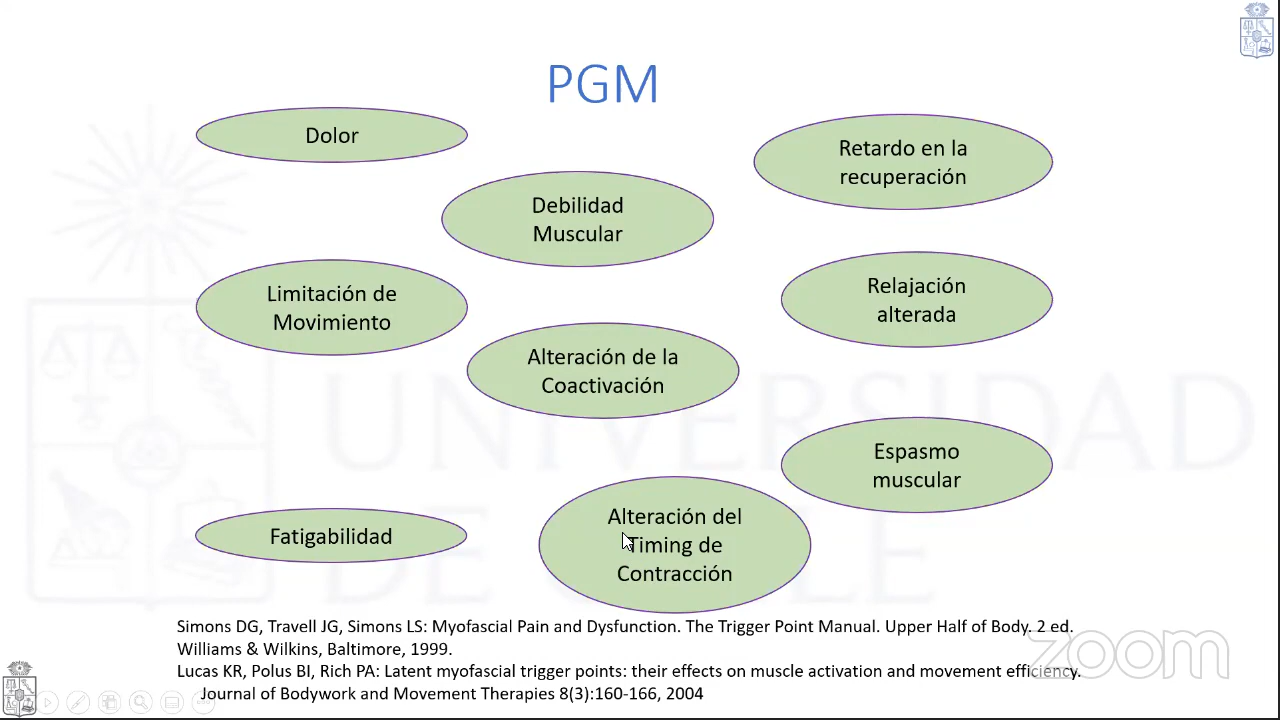 PGM
Dolor
Retardo en la
recuperación
Debilidad
Muscular
Limitación de
Movimiento
Relajación
alterada
Alteración de la
Coactivación
Espasmo
muscular
Fatigabilidad
Alteración del
Timing de
Contracción
UNIVERSIDAD
DE CHILE
Simons DG, Travell JG, Simons LS: Myofascial Pain and Dysfunction. The Trigger Point Manual. Upper Half of Body. 2 ed.
Williams & Wilkins, Baltimore, 1999.
Lucas KR, Polus BI, Rich PA: Latent myofascial trigger points: their effects on muscle activation and movement efficiency.
Journal of Bodywork and Movement Therapies 8(3):160-166, 2004
zoom